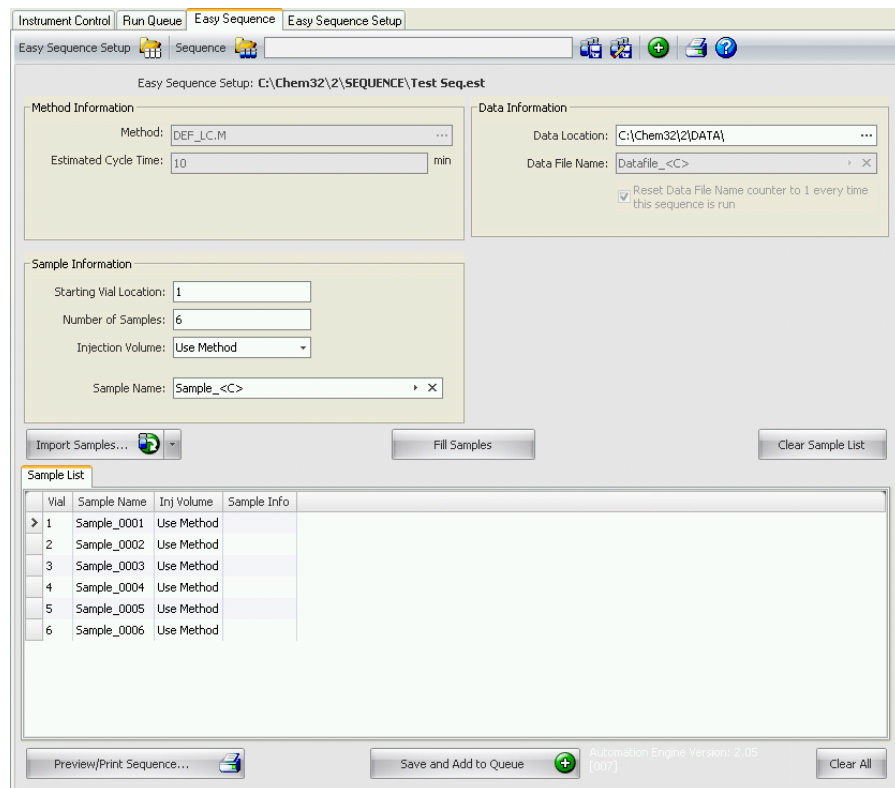 Instrument Control Run Queue Easy Sequence Easy Sequence Setup
Easy Sequence Setup Sequence
Easy Sequence Setup: C:\Chem32\2\SEQUENCE\Test Seq.est
Method Information
Method: DEF_LC.M ...
Estimated Cycle Time: 10 min
Data Information
Data Location: C:\Chem32\2\DATA\ ...
Data File Name: Datafile_<C>
Reset Data File Name counter to 1 every time
this sequence is run
Sample Information
Starting Vial Location: 1
Number of Samples: 6
Injection Volume: Use Method
Sample Name: Sample_<C>
Import Samples... Fill Samples Clear Sample List
Sample List
Vial Sample Name Inj Volume Sample Info
1 Sample_0001 Use Method
2 Sample_0002 Use Method
3 Sample_0003 Use Method
4 Sample_0004 Use Method
5 Sample_0005 Use Method
6 Sample_0006 Use Method
Preview/Print Sequence... Save and Add to Queue Automation Engine Version: 2.05 Clear All
[007]